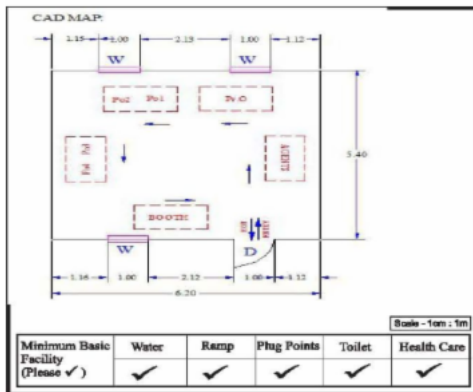 CAD MAP:
1.15 1.00 2.13 1.00 1.12
W W
Po2 Po1 PrO
5.40
AGENTS
BOOTH
W D
1.16 1.00 2.12 1.00 1.12
6.20
Scale - 1cm : 1m
Minimum Basic Facility (Please ✓) Water Ramp Plug Points Toilet Health Care
✓ ✓ ✓ ✓ ✓